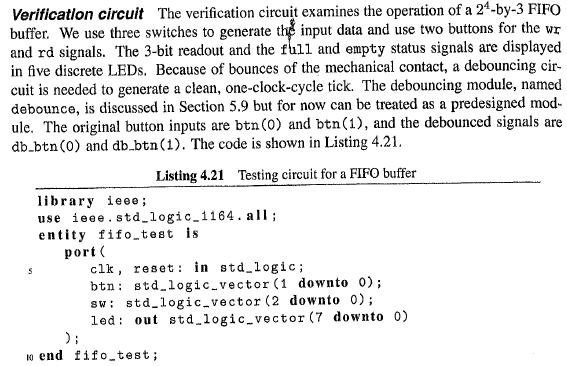 Verification circuit The verification circuit examines the operation of a 2⁴-by-3 FIFO
buffer. We use three switches to generate the input data and use two buttons for the wr
and rd signals. The 3-bit readout and the full and empty status signals are displayed
in five discrete LEDs. Because of bounces of the mechanical contact, a debouncing cir-
cuit is needed to generate a clean, one-clock-cycle tick. The debouncing module, named
debounce, is discussed in Section 5.9 but for now can be treated as a predesigned mod-
ule. The original button inputs are btn(0) and btn(1), and the debounced signals are
db_btn(0) and db_btn(1). The code is shown in Listing 4.21.
Listing 4.21 Testing circuit for a FIFO buffer
library ieee;
use ieee.std_logic_1164.all;
entity fifo_test is
port(
5 clk, reset: in std_logic;
btn: std_logic_vector(1 downto 0);
sw: std_logic_vector(2 downto 0);
led: out std_logic_vector(7 downto 0)
);
10 end fifo_test;